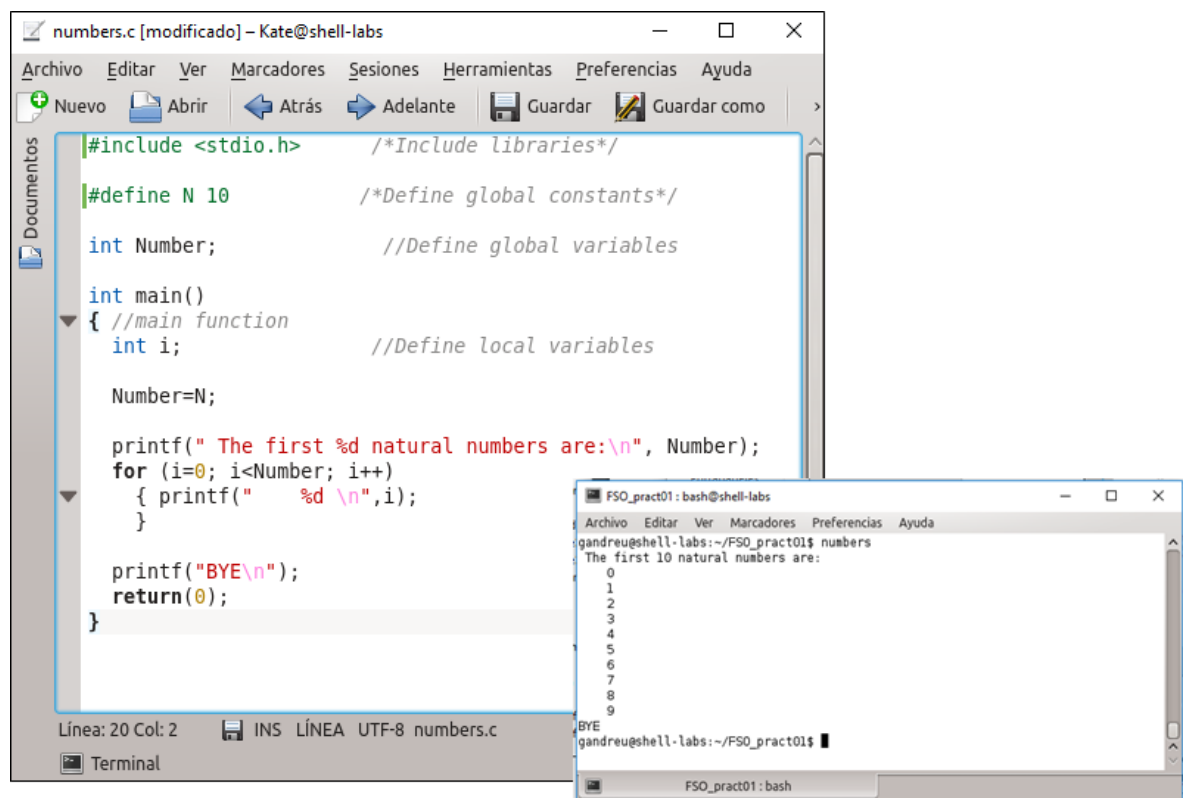 numbers.c [modificado] – Kate@shell-labs
Archivo Editar Ver Marcadores Sesiones Herramientas Preferencias Ayuda
Nuevo Abrir Atrás Adelante Guardar Guardar como
Documentos
#include <stdio.h>      /*Include libraries*/
#define N 10           /*Define global constants*/
int Number;              //Define global variables
int main()
{ //main function
  int i;                //Define local variables
  Number=N;
  printf(" The first %d natural numbers are:\n", Number);
  for (i=0; i<Number; i++)
    { printf("    %d \n",i);
    }
  printf("BYE\n");
  return(0);
}
Línea: 20 Col: 2 INS LÍNEA UTF-8 numbers.c
Terminal
FSO_pract01 : bash@shell-labs
Archivo Editar Ver Marcadores Preferencias Ayuda
gandreu@shell-labs:~/FSO_pract01$ numbers
 The first 10 natural numbers are:
    0
    1
    2
    3
    4
    5
    6
    7
    8
    9
BYE
gandreu@shell-labs:~/FSO_pract01$
FSO_pract01 : bash